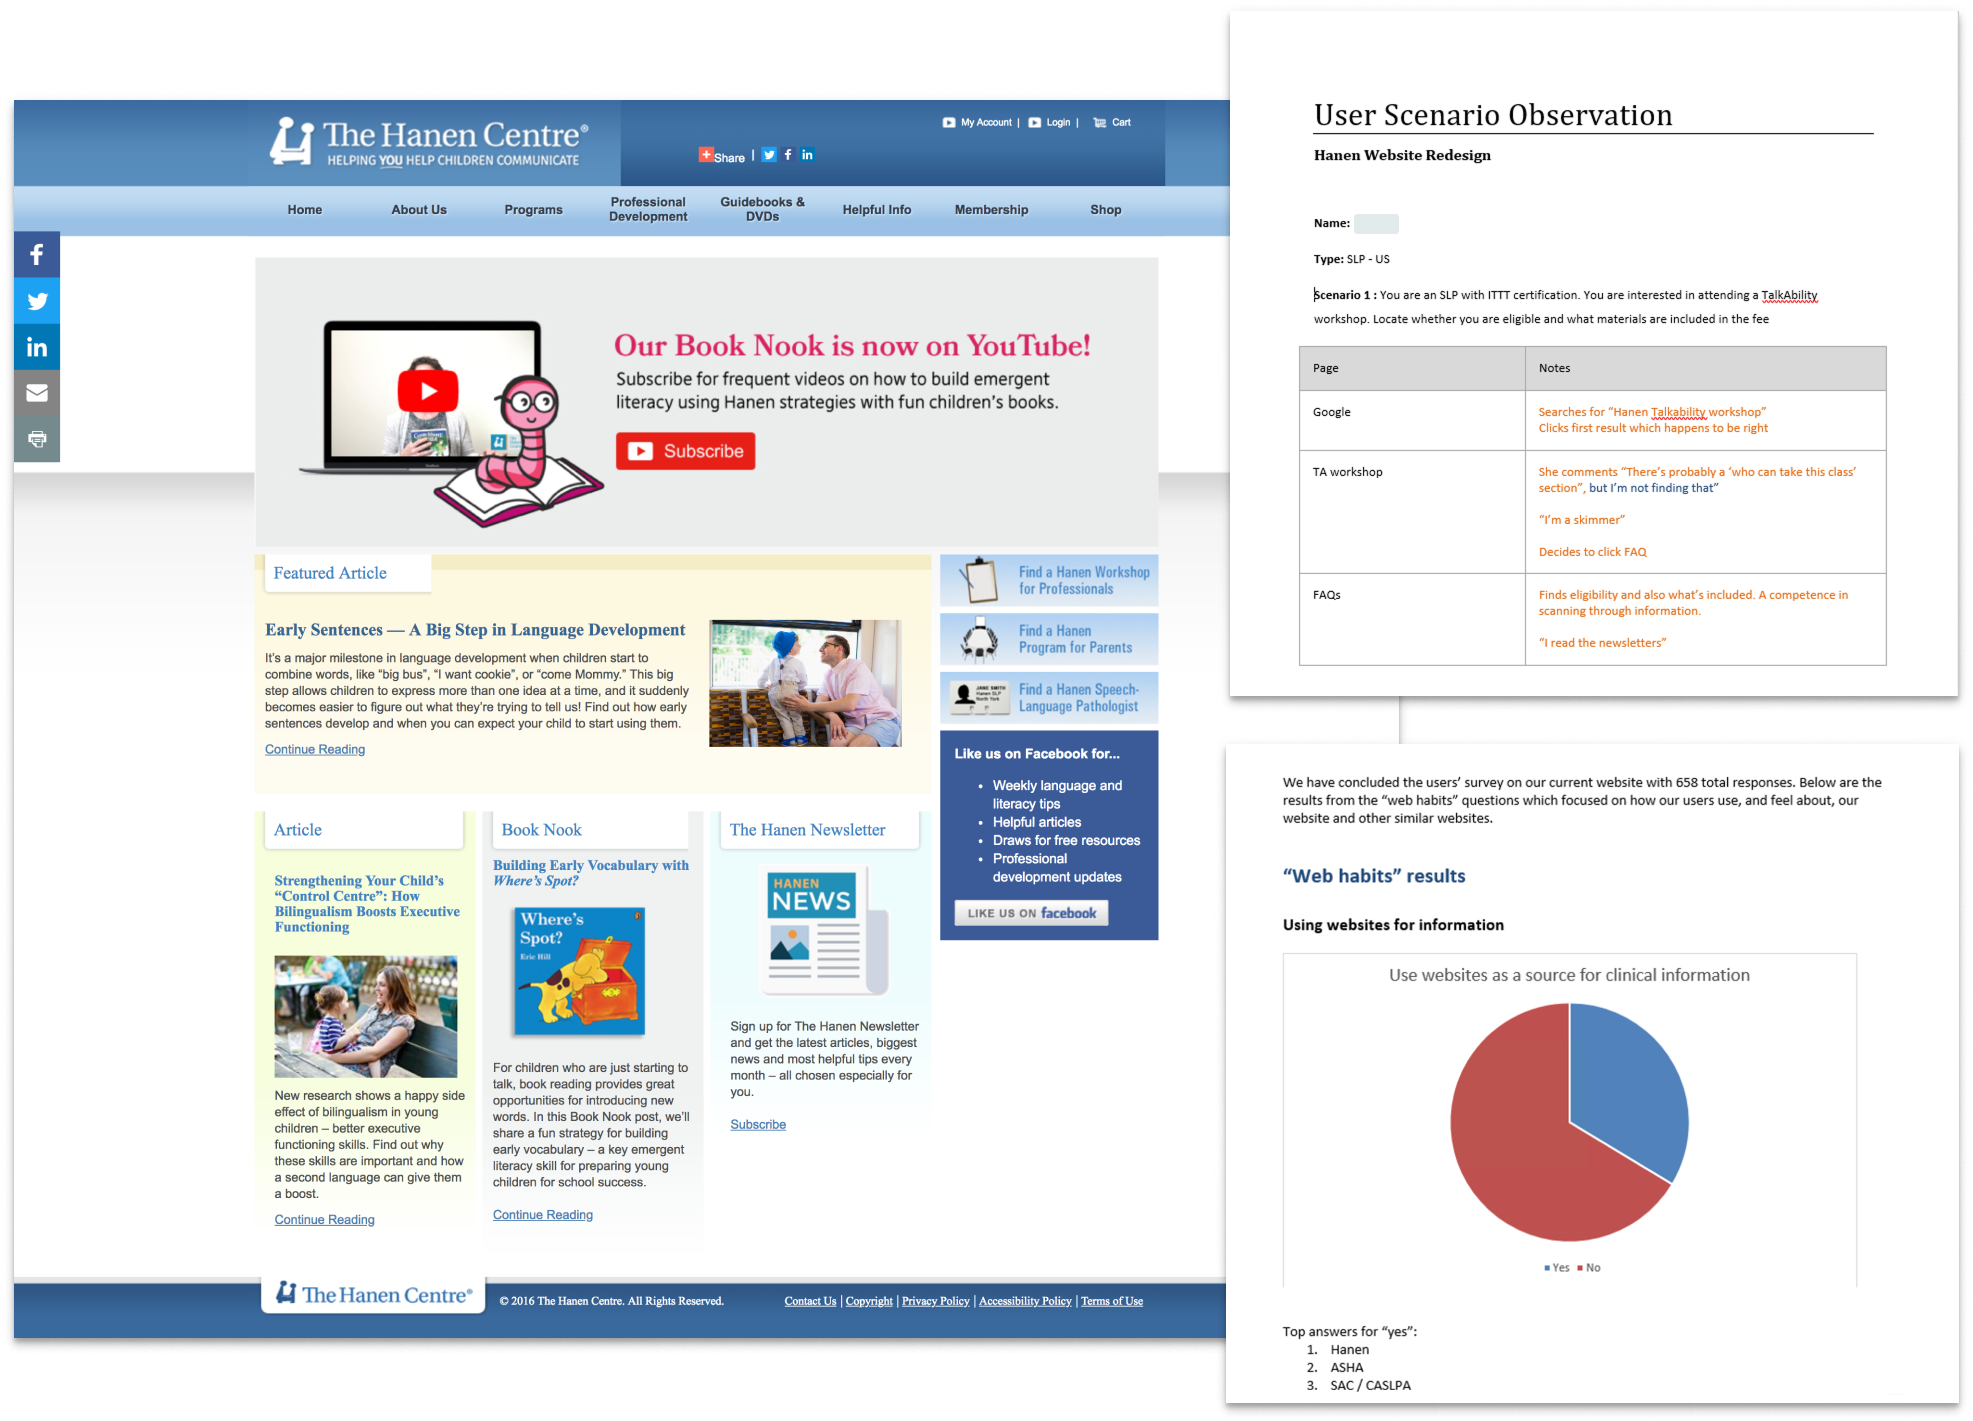 The Hanen Centre®
HELPING YOU HELP CHILDREN COMMUNICATE
My Account | Login | Cart
Share |
Home
About Us
Programs
Professional
Development
Guidebooks &
DVDs
Helpful Info
Membership
Shop
Our Book Nook is now on YouTube!
Subscribe for frequent videos on how to build emergent
literacy using Hanen strategies with fun children's books.
Subscribe
Featured Article
Early Sentences — A Big Step in Language Development
It's a major milestone in language development when children start to
combine words, like "big bus", "I want cookie", or "come Mommy." This big
step allows children to express more than one idea at a time, and it suddenly
becomes easier to figure out what they're trying to tell us! Find out how early
sentences develop and when you can expect your child to start using them.
Continue Reading
Find a Hanen Workshop
for Professionals
Find a Hanen
Program for Parents
JANE SMITH
Hanen SLP
North York
Find a Hanen Speech-
Language Pathologist
Like us on Facebook for...
• Weekly language and
literacy tips
• Helpful articles
• Draws for free resources
• Professional
development updates
LIKE US ON facebook
Article
Strengthening Your Child's
"Control Centre": How
Bilingualism Boosts Executive
Functioning
New research shows a happy side
effect of bilingualism in young
children – better executive
functioning skills. Find out why
these skills are important and how
a second language can give them
a boost.
Continue Reading
Book Nook
Building Early Vocabulary with
Where's Spot?
Where's
Spot?
Eric Hill
For children who are just starting to
talk, book reading provides great
opportunities for introducing new
words. In this Book Nook post, we'll
share a fun strategy for building
early vocabulary – a key emergent
literacy skill for preparing young
children for school success.
Continue Reading
The Hanen Newsletter
HANEN
NEWS
Sign up for The Hanen Newsletter
and get the latest articles, biggest
news and most helpful tips every
month – all chosen especially for
you.
Subscribe
The Hanen Centre®
© 2016 The Hanen Centre. All Rights Reserved.
Contact Us | Copyright | Privacy Policy | Accessibility Policy | Terms of Use
User Scenario Observation
Hanen Website Redesign
Name:
Type: SLP - US
Scenario 1 : You are an SLP with ITTT certification. You are interested in attending a TalkAbility
workshop. Locate whether you are eligible and what materials are included in the fee
Page
Notes
Google
Searches for "Hanen Talkability workshop"
Clicks first result which happens to be right
TA workshop
She comments "There's probably a 'who can take this class'
section", but I'm not finding that"
"I'm a skimmer"
Decides to click FAQ
FAQs
Finds eligibility and also what's included. A competence in
scanning through information.
"I read the newsletters"
We have concluded the users' survey on our current website with 658 total responses. Below are the
results from the "web habits" questions which focused on how our users use, and feel about, our
website and other similar websites.
"Web habits" results
Using websites for information
Use websites as a source for clinical information
Yes No
Top answers for "yes":
1. Hanen
2. ASHA
3. SAC / CASLPA